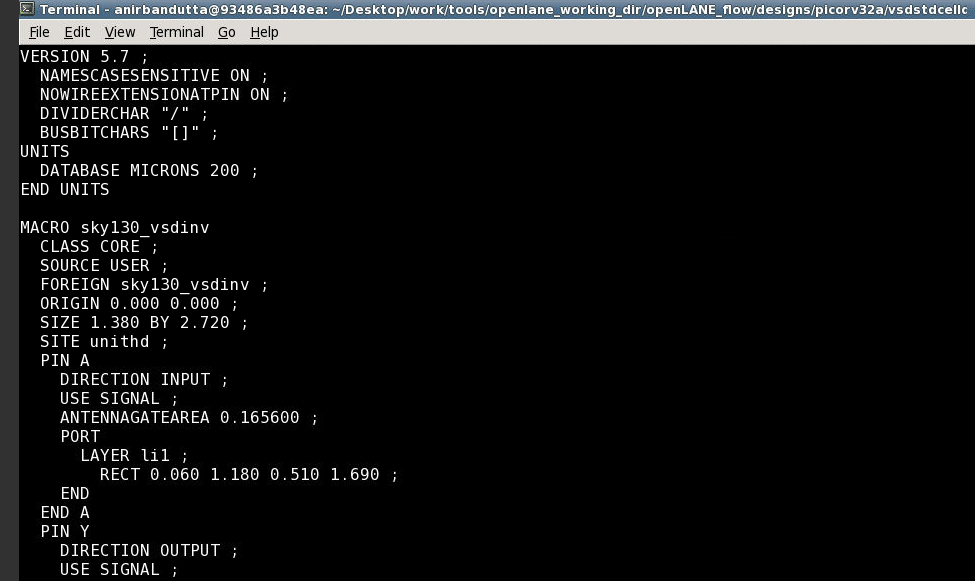 Terminal - anirbandutta@93486a3b48ea: ~/Desktop/work/tools/openlane_working_dir/openLANE_flow/designs/picorv32a/vsdstdcellc
File Edit View Terminal Go Help
VERSION 5.7 ;
  NAMESCASESENSITIVE ON ;
  NOWIREEXTENSIONATPIN ON ;
  DIVIDERCHAR "/" ;
  BUSBITCHARS "[]" ;
UNITS
  DATABASE MICRONS 200 ;
END UNITS

MACRO sky130_vsdinv
  CLASS CORE ;
  SOURCE USER ;
  FOREIGN sky130_vsdinv ;
  ORIGIN 0.000 0.000 ;
  SIZE 1.380 BY 2.720 ;
  SITE unithd ;
  PIN A
    DIRECTION INPUT ;
    USE SIGNAL ;
    ANTENNAGATEAREA 0.165600 ;
    PORT
      LAYER li1 ;
        RECT 0.060 1.180 0.510 1.690 ;
    END
  END A
  PIN Y
    DIRECTION OUTPUT ;
    USE SIGNAL ;